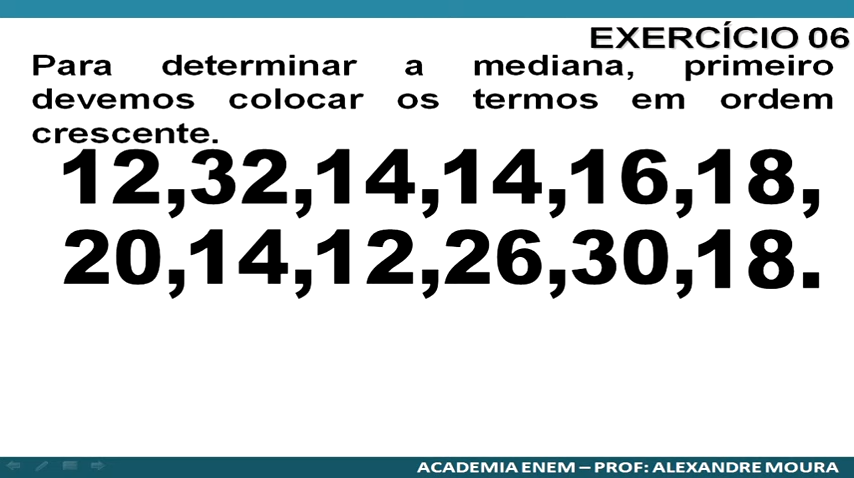 EXERCÍCIO 06
Para determinar a mediana, primeiro
devemos colocar os termos em ordem
crescente.
12,32,14,14,16,18,
20,14,12,26,30,18.
ACADEMIA ENEM – PROF: ALEXANDRE MOURA